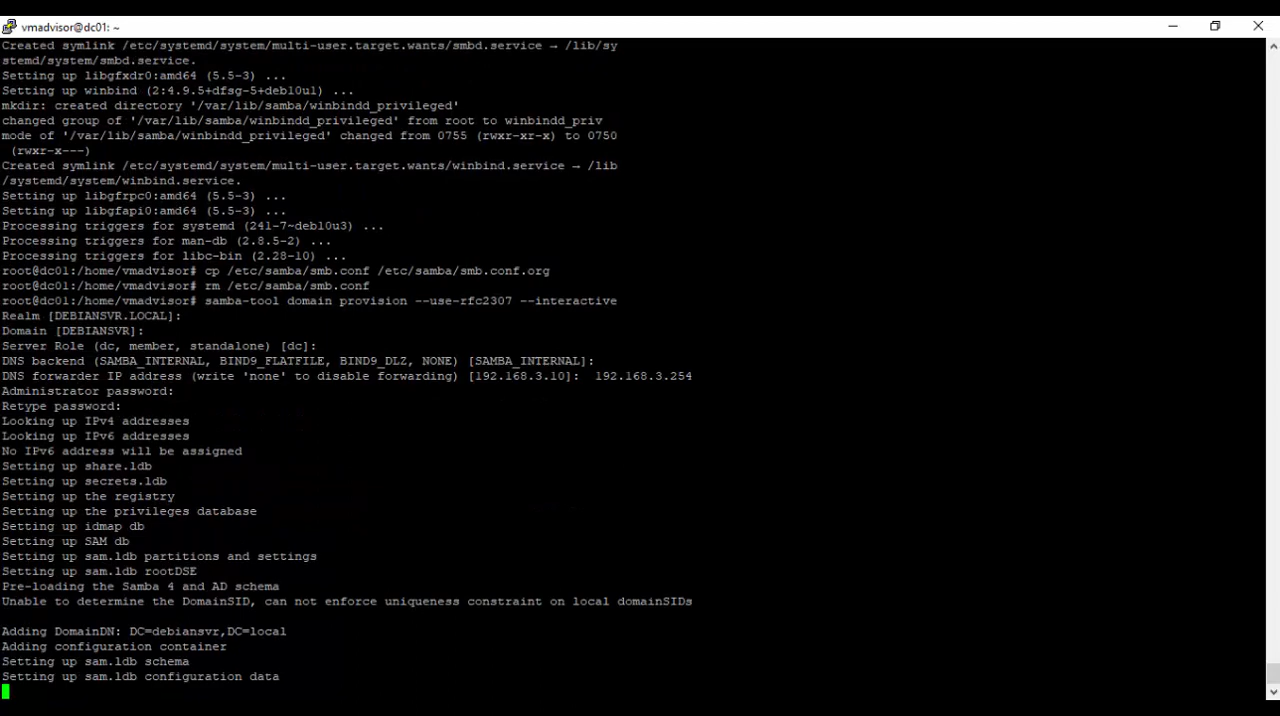 vmadvisor@dc01: ~
Created symlink /etc/systemd/system/multi-user.target.wants/smbd.service → /lib/sy
stemd/system/smbd.service.
Setting up libgfxdr0:amd64 (5.5-3) ...
Setting up winbind (2:4.9.5+dfsg-5+deb10u1) ...
mkdir: created directory '/var/lib/samba/winbindd_privileged'
changed group of '/var/lib/samba/winbindd_privileged' from root to winbindd_priv
mode of '/var/lib/samba/winbindd_privileged' changed from 0755 (rwxr-xr-x) to 0750
(rwxr-x---)
Created symlink /etc/systemd/system/multi-user.target.wants/winbind.service → /lib
/systemd/system/winbind.service.
Setting up libgfrpc0:amd64 (5.5-3) ...
Setting up libgfapi0:amd64 (5.5-3) ...
Processing triggers for systemd (241-7~deb10u3) ...
Processing triggers for man-db (2.8.5-2) ...
Processing triggers for libc-bin (2.28-10) ...
root@dc01:/home/vmadvisor# cp /etc/samba/smb.conf /etc/samba/smb.conf.org
root@dc01:/home/vmadvisor# rm /etc/samba/smb.conf
root@dc01:/home/vmadvisor# samba-tool domain provision --use-rfc2307 --interactive
Realm [DEBIANSVR.LOCAL]:
Domain [DEBIANSVR]:
Server Role (dc, member, standalone) [dc]:
DNS backend (SAMBA_INTERNAL, BIND9_FLATFILE, BIND9_DLZ, NONE) [SAMBA_INTERNAL]:
DNS forwarder IP address (write 'none' to disable forwarding) [192.168.3.10]:  192.168.3.254
Administrator password:
Retype password:
Looking up IPv4 addresses
Looking up IPv6 addresses
No IPv6 address will be assigned
Setting up share.ldb
Setting up secrets.ldb
Setting up the registry
Setting up the privileges database
Setting up idmap db
Setting up SAM db
Setting up sam.ldb partitions and settings
Setting up sam.ldb rootDSE
Pre-loading the Samba 4 and AD schema
Unable to determine the DomainSID, can not enforce uniqueness constraint on local domainSIDs
Adding DomainDN: DC=debiansvr,DC=local
Adding configuration container
Setting up sam.ldb schema
Setting up sam.ldb configuration data